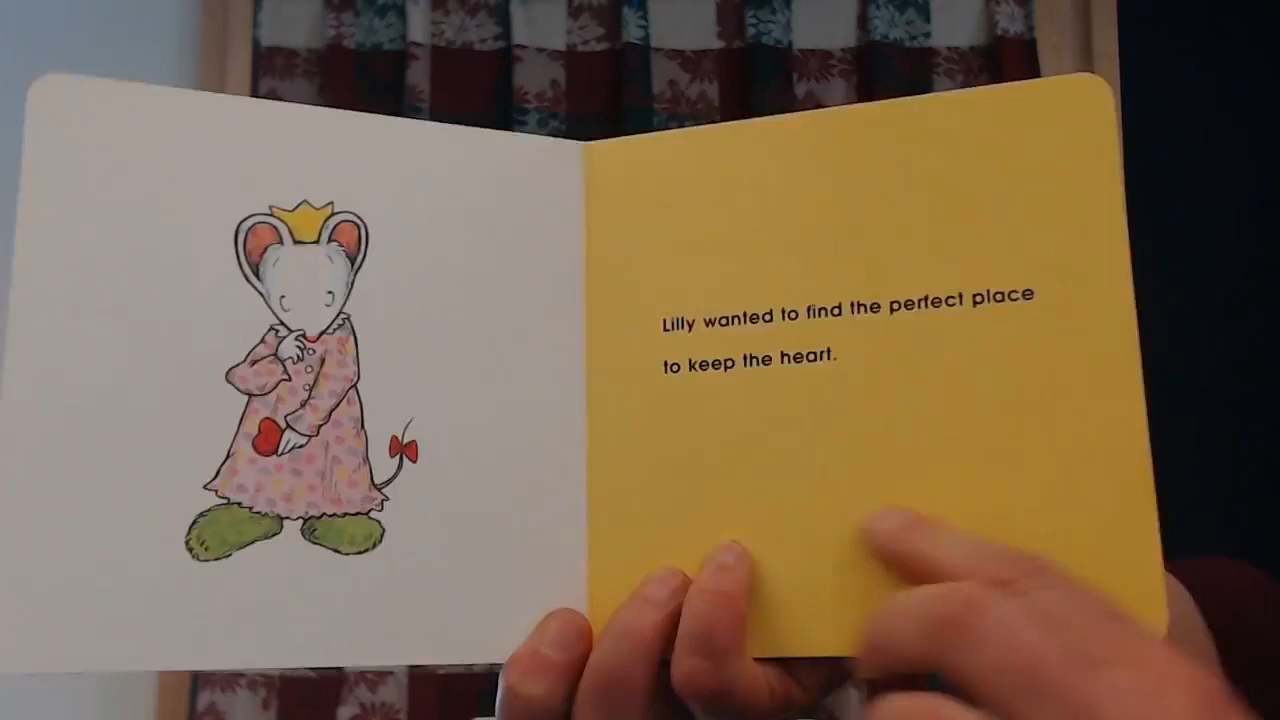 Lilly wanted to find the perfect place
to keep the heart.